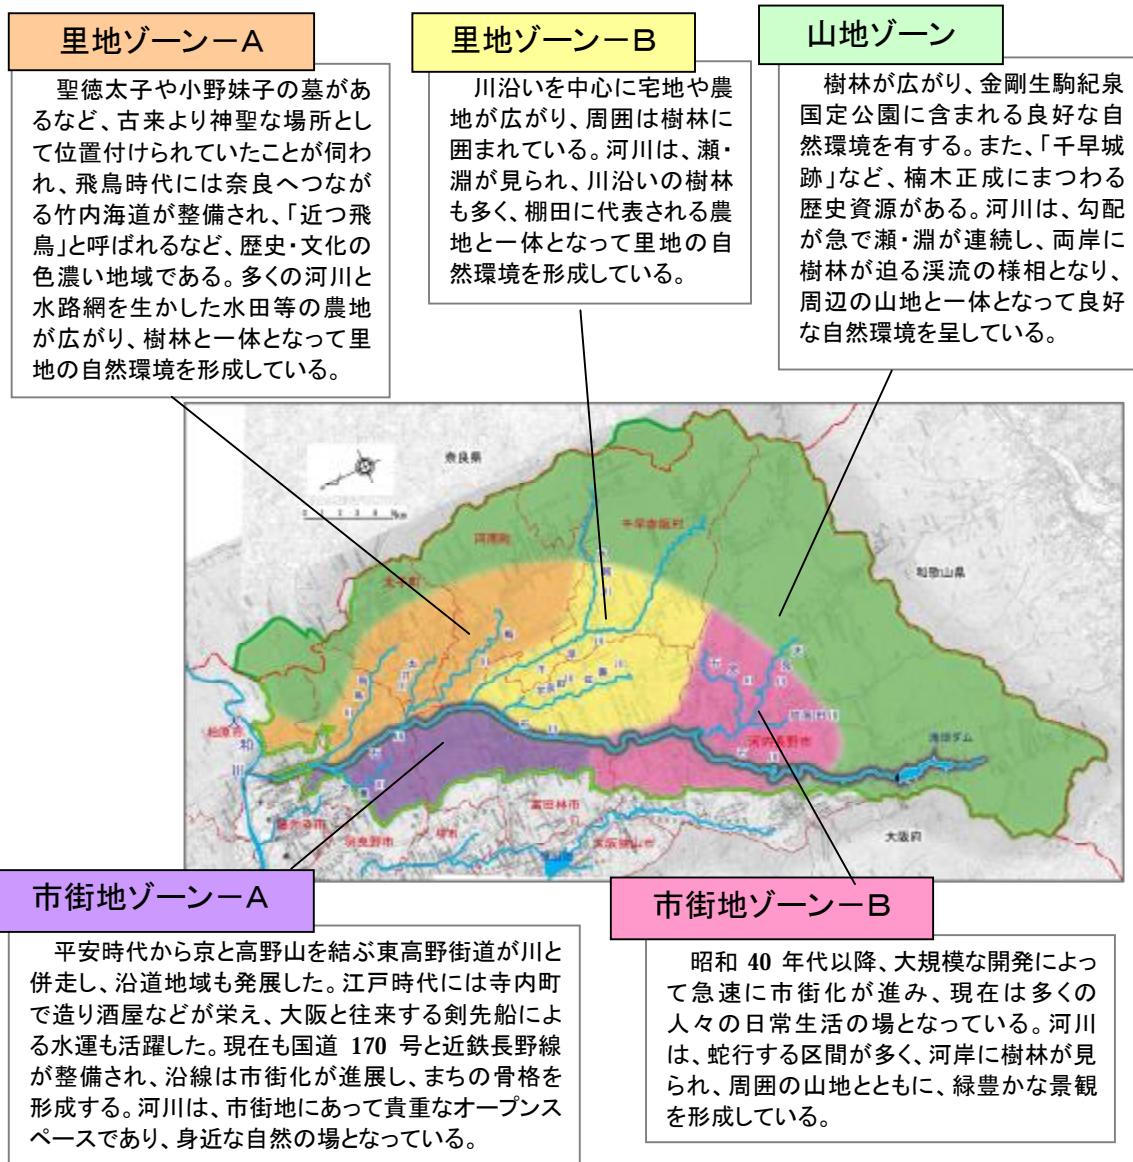 里地ゾーン－A
聖徳太子や小野妹子の墓があ
るなど、古来より神聖な場所とし
て位置付けられていたことが伺わ
れ、飛鳥時代には奈良へつなが
る竹内海道が整備され、「近つ飛
鳥」と呼ばれるなど、歴史・文化の
色濃い地域である。多くの河川と
水路網を生かした水田等の農地
が広がり、樹林と一体となって里
地の自然環境を形成している。
里地ゾーン－B
川沿いを中心に宅地や農
地が広がり、周囲は樹林に
囲まれている。河川は、瀬・
淵が見られ、川沿いの樹林
も多く、棚田に代表される農
地と一体となって里地の自
然環境を形成している。
山地ゾーン
樹林が広がり、金剛生駒紀泉
国定公園に含まれる良好な自
然環境を有する。また、「千早城
跡」など、楠木正成にまつわる
歴史資源がある。河川は、勾配
が急で瀬・淵が連続し、両岸に
樹林が迫る渓流の様相となり、
周辺の山地と一体となって良好
な自然環境を呈している。
奈良県
千早赤阪村
河南町
太子町
和歌山県
柏原市
河内長野市
滝畑ダム
富田林市
羽曳野市
堺市
大阪狭山市
大阪府
市街地ゾーン－A
平安時代から京と高野山を結ぶ東高野街道が川と
併走し、沿道地域も発展した。江戸時代には寺内町
で造り酒屋などが栄え、大阪と往来する剣先船によ
る水運も活躍した。現在も国道 170 号と近鉄長野線
が整備され、沿線は市街化が進展し、まちの骨格を
形成する。河川は、市街地にあって貴重なオープンス
ペースであり、身近な自然の場となっている。
市街地ゾーン－B
昭和 40 年代以降、大規模な開発によっ
て急速に市街化が進み、現在は多くの
人々の日常生活の場となっている。河川
は、蛇行する区間が多く、河岸に樹林が見
られ、周囲の山地とともに、緑豊かな景観
を形成している。